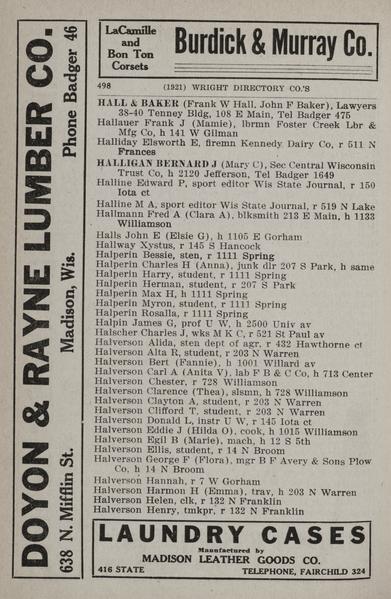 LaCamille
and
Bon Ton
Corsets
Burdick & Murray Co.
DOYON & RAYNE LUMBER CO.
638 N. Mifflin St. Madison, Wis. Phone Badger 46
498 (1921) WRIGHT DIRECTORY CO.'S
HALL & BAKER (Frank W Hall, John F Baker), Lawyers
38-40 Tenney Bldg, 108 E Main, Tel Badger 475
Hallauer Frank J (Mamie), lbrmn Foster Creek Lbr &
Mfg Co, h 141 W Gilman
Halliday Elsworth E, firemn Kennedy Dairy Co, r 511 N
Frances
HALLIGAN BERNARD J (Mary C), Sec Central Wisconsin
Trust Co, h 2120 Jefferson, Tel Badger 1649
Halline Edward P, sport editor Wis State Journal, r 150
Iota ct
Halline M A, sport editor Wis State Journal, r 519 N Lake
Hallmann Fred A (Clara A), blksmith 213 E Main, h 1133
Williamson
Halls John E (Elsie G), h 1105 E Gorham
Hallway Xystus, r 145 S Hancock
Halperin Bessie, sten, r 1111 Spring
Halperin Charles H (Anna), junk dlr 207 S Park, h same
Halperin Harry, student, r 1111 Spring
Halperin Herman, student, r 207 S Park
Halperin Max H, h 1111 Spring
Halperin Myron, student, r 1111 Spring
Halperin Rosalla, r 1111 Spring
Halpin James G, prof U W, h 2500 Univ av
Halscher Charles J, wks M K C, r 521 St Paul av
Halverson Alida, sten dept of agr, r 432 Hawthorne ct
Halverson Alta R, student, r 203 N Warren
Halverson Bert (Fannie), h 1001 Willard av
Halverson Carl A (Anita V), lab F B & C Co, h 713 Center
Halverson Chester, r 728 Williamson
Halverson Clarence (Thea), slsmn, h 728 Williamson
Halverson Clayton A, student, r 203 N Warren
Halverson Clifford T, student, r 203 N Warren
Halverson Donald L, instr U W, r 145 Iota ct
Halverson Eddie J (Hilda O), cook, h 1015 Williamson
Halverson Egil B (Marie), mach, h 12 S 5th
Halverson Ellis, student, r 14 N Broom
Halverson George F (Flora), mgr B F Avery & Sons Plow
Co, h 14 N Broom
Halverson Hannah, r 7 W Gorham
Halverson Harmon H (Emma), trav, h 203 N Warren
Halverson Helen, clk, r 132 N Franklin
Halverson Henry, tmkpr, r 132 N Franklin
LAUNDRY CASES
Manufactured by
MADISON LEATHER GOODS CO.
416 STATE TELEPHONE, FAIRCHILD 324